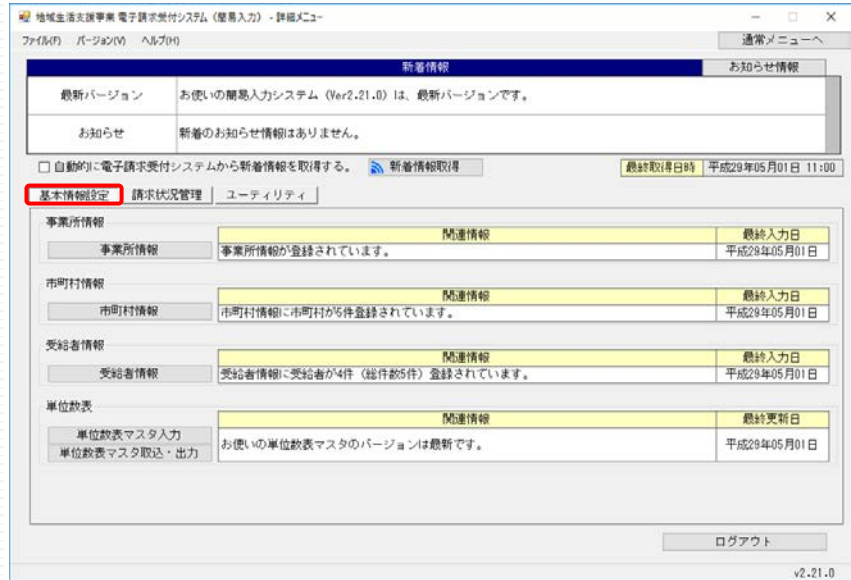 地域生活支援事業 電子請求受付システム (簡易入力) - 詳細メニュー
ファイル(F) バージョン(V) ヘルプ(H) 通常メニューへ
新着情報 お知らせ情報
最新バージョン お使いの簡易入力システム (Ver2.21.0) は、最新バージョンです。
お知らせ 新着のお知らせ情報はありません。
自動的に電子請求受付システムから新着情報を取得する。 新着情報取得 最終取得日時 平成29年05月01日 11:00
基本情報設定 請求状況管理 ユーティリティ
事業所情報
関連情報 最終入力日
事業所情報 事業所情報が登録されています。 平成29年05月01日
市町村情報
関連情報 最終入力日
市町村情報 市町村情報に市町村が5件登録されています。 平成29年05月01日
受給者情報
関連情報 最終入力日
受給者情報 受給者情報に受給者が4件 (総件数5件) 登録されています。 平成29年05月01日
単位数表
関連情報 最終更新日
単位数表マスタ入力
お使いの単位数表マスタのバージョンは最新です。 平成29年05月01日
単位数表マスタ取込・出力
ログアウト
v2.21.0